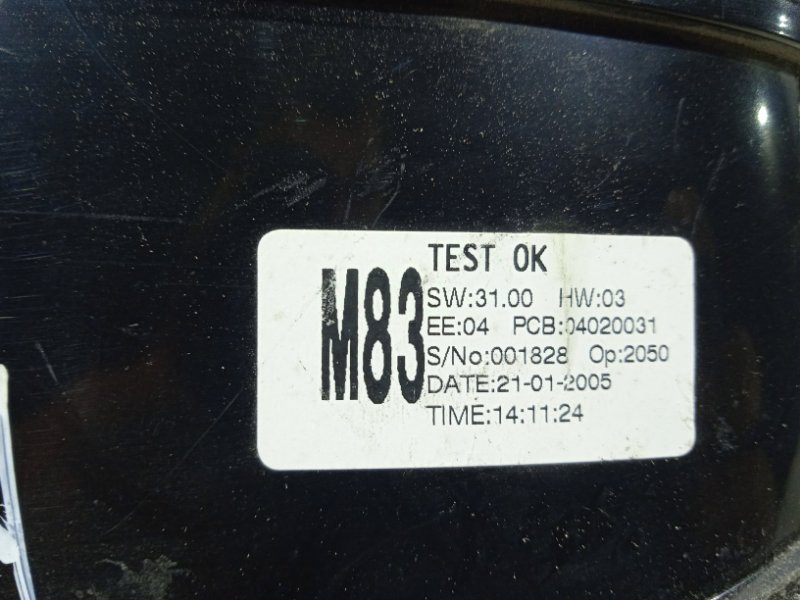 TEST OK
M83
SW:31.00 HW:03
EE:04 PCB:04020031
S/No:001828 Op:2050
DATE:21-01-2005
TIME:14:11:24